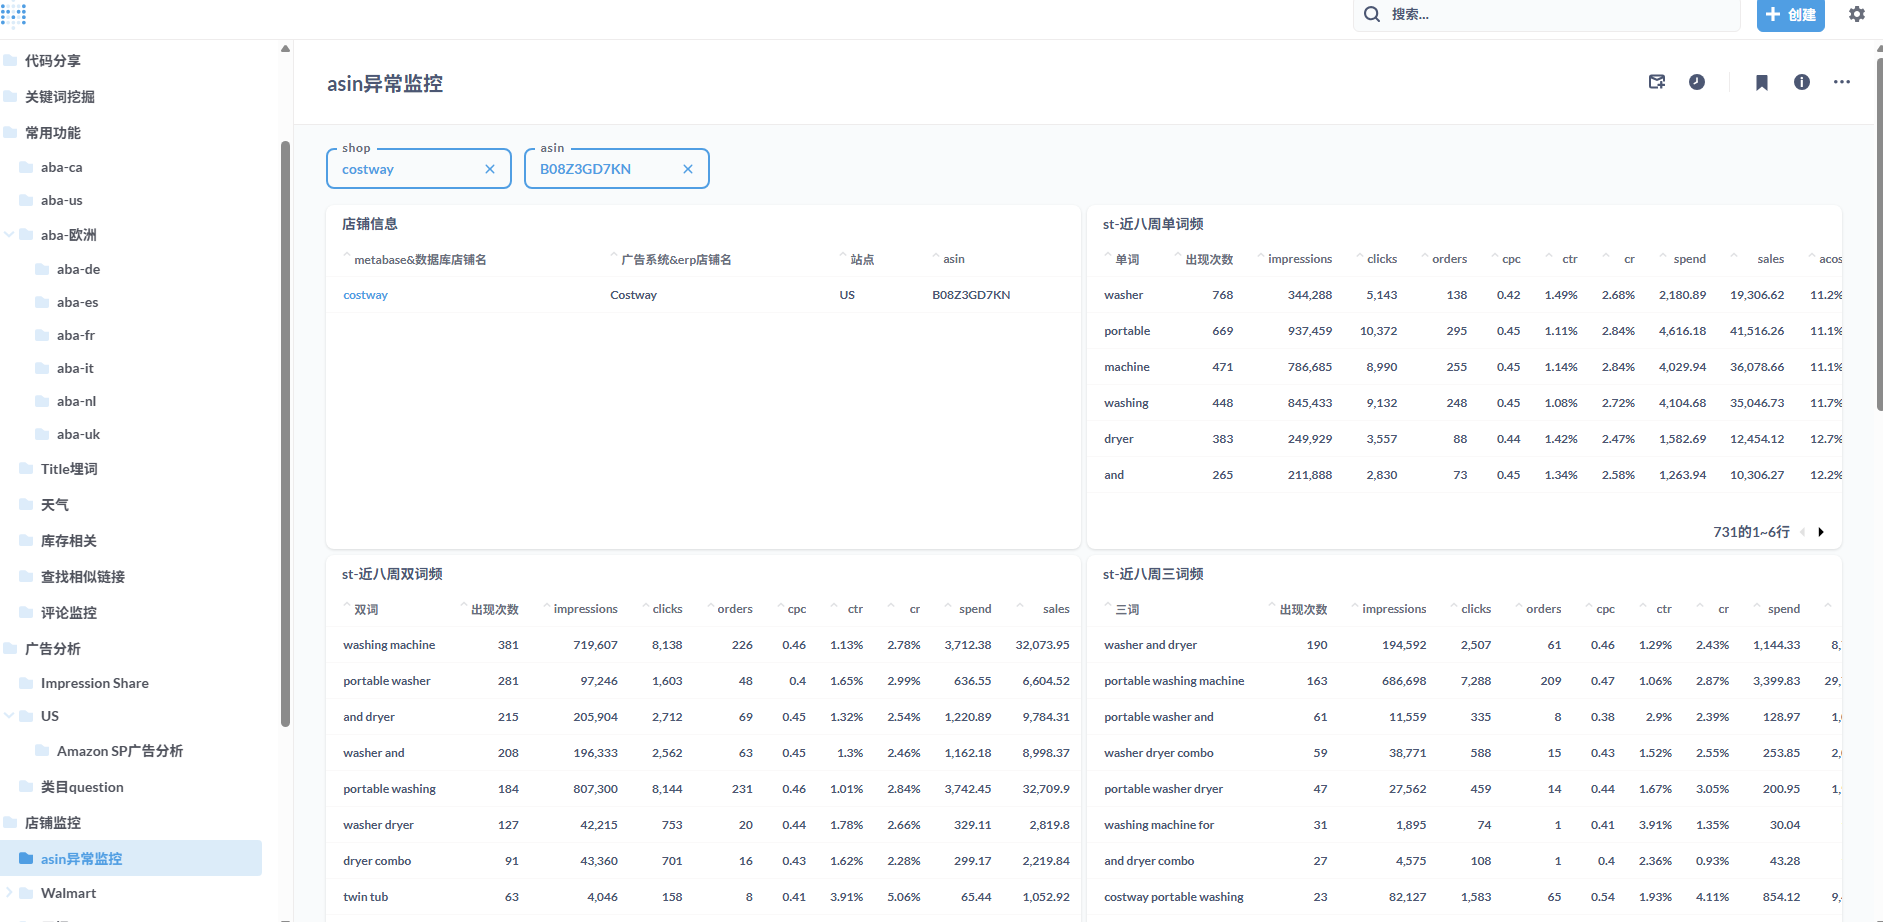 搜索...
创建
代码分享
关键词挖掘
常用功能
aba-ca
aba-us
aba-欧洲
aba-de
aba-es
aba-fr
aba-it
aba-nl
aba-uk
Title埋词
天气
库存相关
查找相似链接
评论监控
广告分析
Impression Share
US
Amazon SP广告分析
类目question
店铺监控
asin异常监控
Walmart
asin异常监控
shop
costway
asin
B08Z3GD7KN
店铺信息
metabase&数据库店铺名 广告系统&erp店铺名 站点 asin
costway Costway US B08Z3GD7KN
st-近八周单词频
单词 出现次数 impressions clicks orders cpc ctr cr spend sales acos
washer 768 344,288 5,143 138 0.42 1.49% 2.68% 2,180.89 19,306.62 11.2%
portable 669 937,459 10,372 295 0.45 1.11% 2.84% 4,616.18 41,516.26 11.1%
machine 471 786,685 8,990 255 0.45 1.14% 2.84% 4,029.94 36,078.66 11.1%
washing 448 845,433 9,132 248 0.45 1.08% 2.72% 4,104.68 35,046.73 11.7%
dryer 383 249,929 3,557 88 0.44 1.42% 2.47% 1,582.69 12,454.12 12.7%
and 265 211,888 2,830 73 0.45 1.34% 2.58% 1,263.94 10,306.27 12.2%
731的1~6行
st-近八周双词频
双词 出现次数 impressions clicks orders cpc ctr cr spend sales
washing machine 381 719,607 8,138 226 0.46 1.13% 2.78% 3,712.38 32,073.95
portable washer 281 97,246 1,603 48 0.4 1.65% 2.99% 636.55 6,604.52
and dryer 215 205,904 2,712 69 0.45 1.32% 2.54% 1,220.89 9,784.31
washer and 208 196,333 2,562 63 0.45 1.3% 2.46% 1,162.18 8,998.37
portable washing 184 807,300 8,144 231 0.46 1.01% 2.84% 3,742.45 32,709.9
washer dryer 127 42,215 753 20 0.44 1.78% 2.66% 329.11 2,819.8
dryer combo 91 43,360 701 16 0.43 1.62% 2.28% 299.17 2,219.84
twin tub 63 4,046 158 8 0.41 3.91% 5.06% 65.44 1,052.92
st-近八周三词频
三词 出现次数 impressions clicks orders cpc ctr cr spend
washer and dryer 190 194,592 2,507 61 0.46 1.29% 2.43% 1,144.33 8,
portable washing machine 163 686,698 7,288 209 0.47 1.06% 2.87% 3,399.83 29,
portable washer and 61 11,559 335 8 0.38 2.9% 2.39% 128.97 1,
washer dryer combo 59 38,771 588 15 0.43 1.52% 2.55% 253.85 2,
portable washer dryer 47 27,562 459 14 0.44 1.67% 3.05% 200.95 1,
washing machine for 31 1,895 74 1 0.41 3.91% 1.35% 30.04
and dryer combo 27 4,575 108 1 0.4 2.36% 0.93% 43.28
costway portable washing 23 82,127 1,583 65 0.54 1.93% 4.11% 854.12 9,